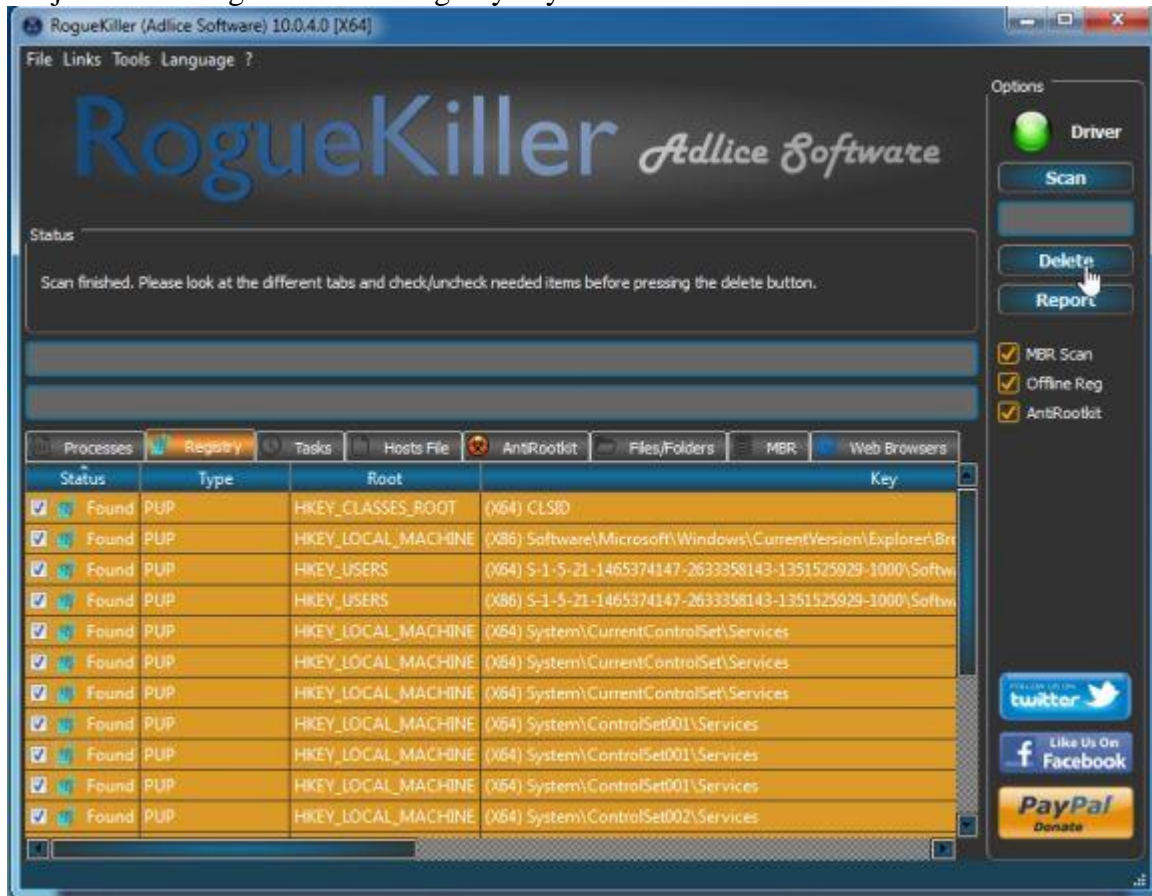 RogueKiller (Adlice Software) 10.0.4.0 [X64]
File Links Tools Language ?
RogueKiller Adlice Software
Options
Driver
Scan
Delete
Report
MBR Scan
Offline Reg
AntiRootkit
Status
Scan finished. Please look at the different tabs and check/uncheck needed items before pressing the delete button.
Processes Registry Tasks Hosts File AntiRootkit Files/Folders MBR Web Browsers
Status Type Root Key
Found PUP HKEY_CLASSES_ROOT (X64) CLSID
Found PUP HKEY_LOCAL_MACHINE (X86) Software\Microsoft\Windows\CurrentVersion\Explorer\Bro
Found PUP HKEY_USERS (X64) S-1-5-21-1465374147-2633358143-1351525929-1000\Softw
Found PUP HKEY_USERS (X86) S-1-5-21-1465374147-2633358143-1351525929-1000\Softw
Found PUP HKEY_LOCAL_MACHINE (X64) System\CurrentControlSet\Services
Found PUP HKEY_LOCAL_MACHINE (X64) System\CurrentControlSet\Services
Found PUP HKEY_LOCAL_MACHINE (X64) System\CurrentControlSet\Services
Found PUP HKEY_LOCAL_MACHINE (X64) System\ControlSet001\Services
Found PUP HKEY_LOCAL_MACHINE (X64) System\ControlSet001\Services
Found PUP HKEY_LOCAL_MACHINE (X64) System\ControlSet001\Services
Found PUP HKEY_LOCAL_MACHINE (X64) System\ControlSet002\Services
FOLLOW US ON
twitter
Like Us On
Facebook
PayPal
Donate